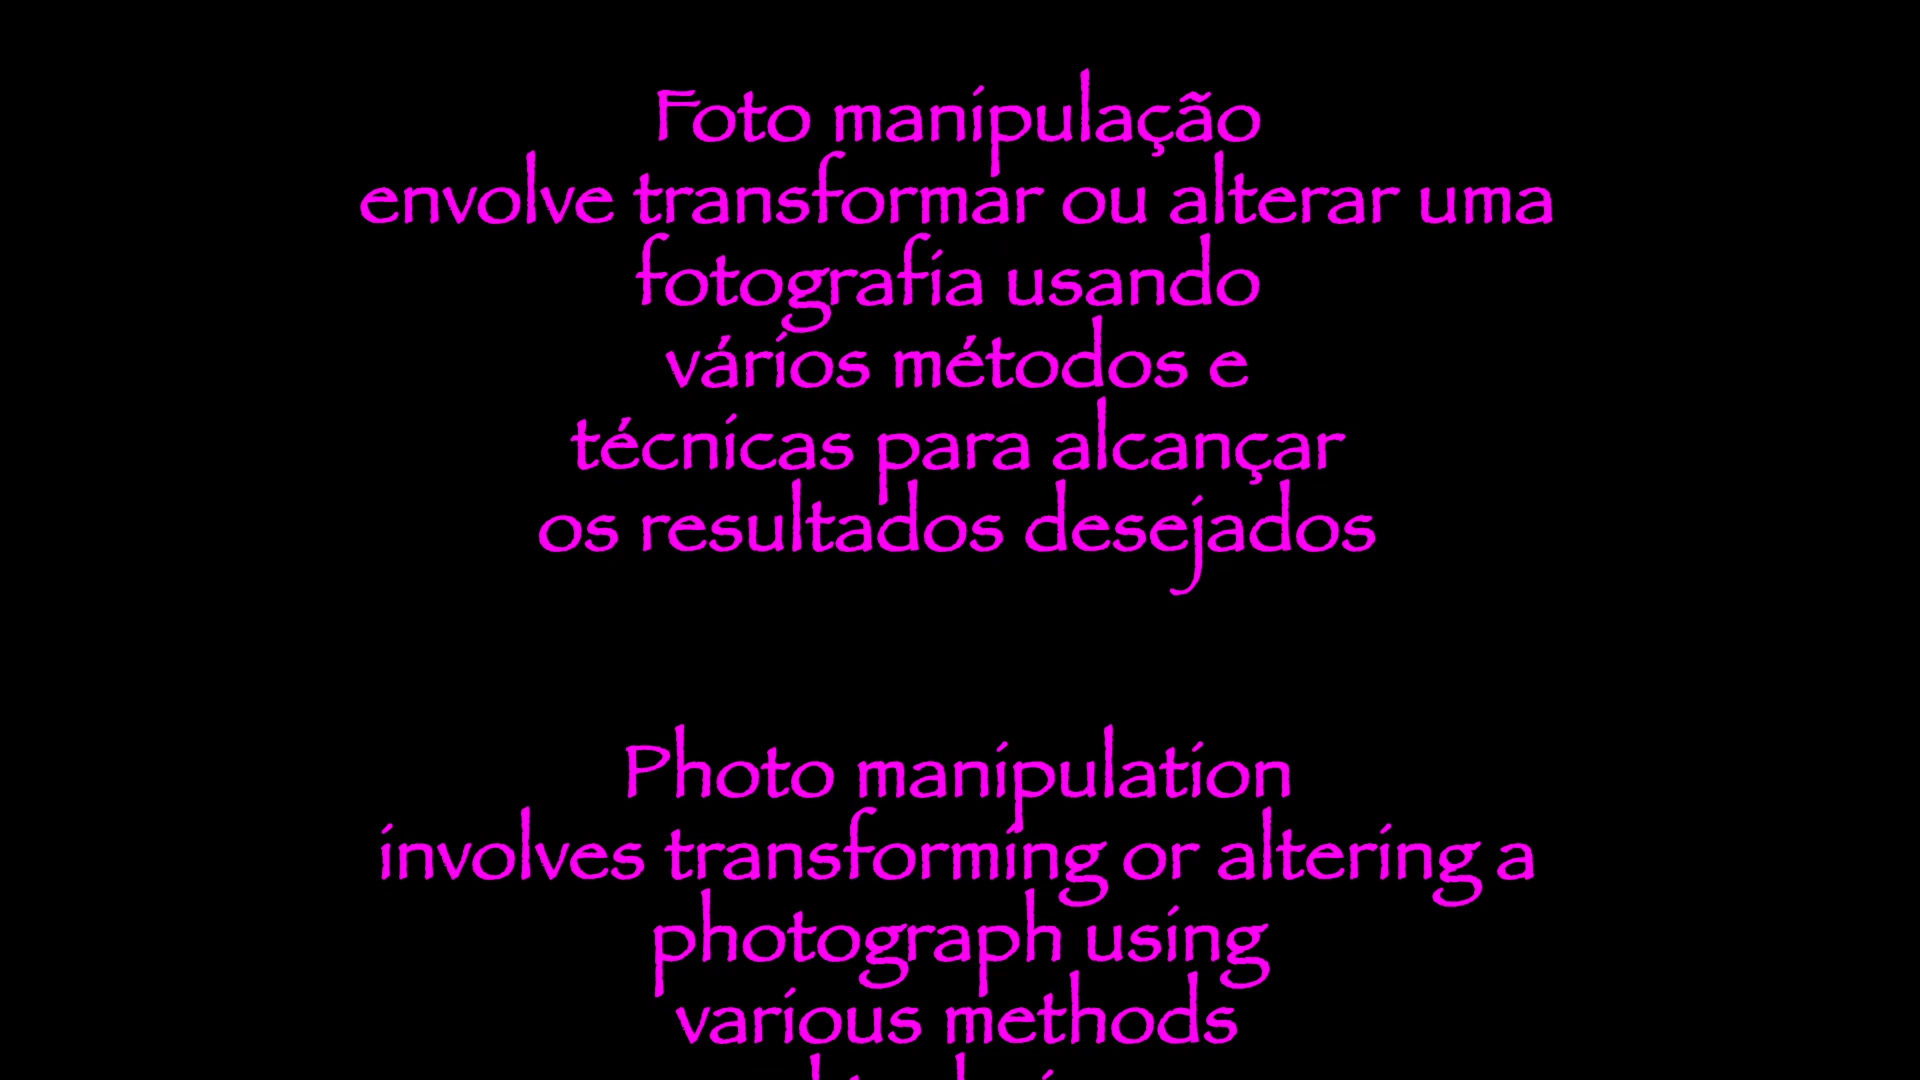 Foto manipulação
envolve transformar ou alterar uma
fotografia usando
vários métodos e
técnicas para alcançar
os resultados desejados
Photo manipulation
involves transforming or altering a
photograph using
various methods